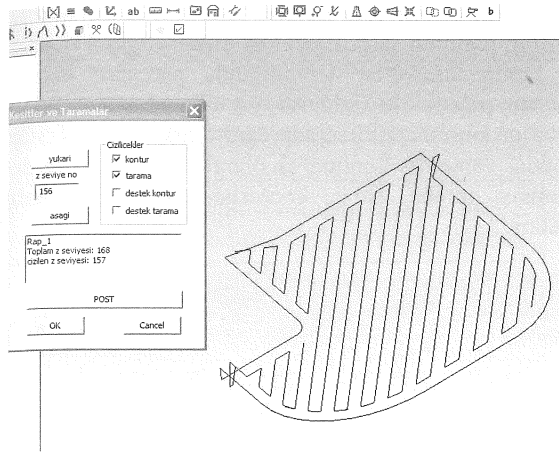 ab
b
Kesitler ve Taramalar
Cizilicekler
yukari
kontur
z seviye no
tarama
156
destek kontur
asagi
destek tarama
Rap_1
Toplam z seviyesi: 168
cizilen z seviyesi: 157
POST
OK
Cancel